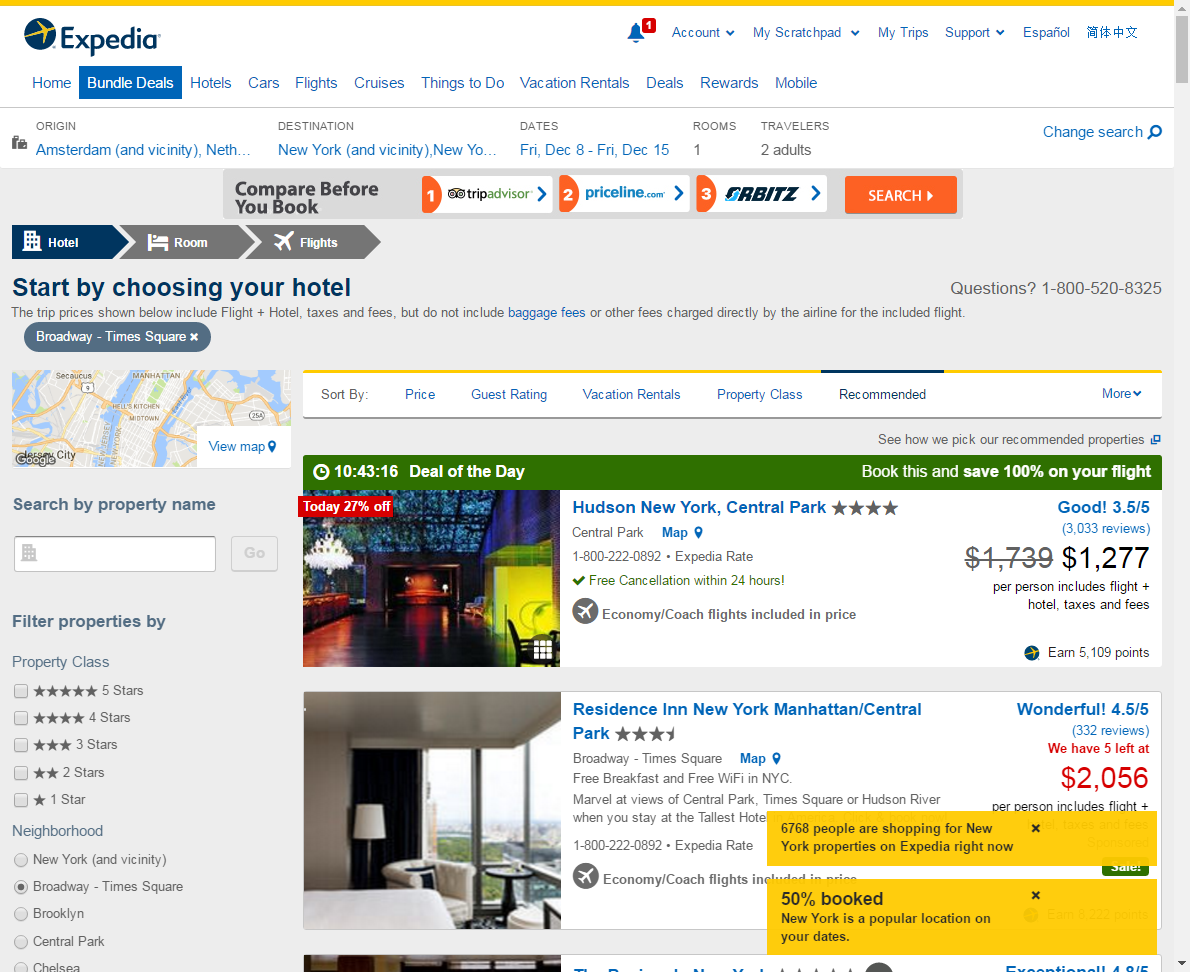 Expedia
1
Account
My Scratchpad
My Trips
Support
Español
简体中文
Home
Bundle Deals
Hotels
Cars
Flights
Cruises
Things to Do
Vacation Rentals
Deals
Rewards
Mobile
ORIGIN
DESTINATION
DATES
ROOMS
TRAVELERS
Amsterdam (and vicinity), Neth...
New York (and vicinity),New Yo...
Fri, Dec 8 - Fri, Dec 15
1
2 adults
Change search
Compare Before
You Book
1 tripadvisor
2 priceline.com
3 ORBITZ
SEARCH
Hotel
Room
Flights
Start by choosing your hotel
Questions? 1-800-520-8325
The trip prices shown below include Flight + Hotel, taxes and fees, but do not include baggage fees or other fees charged directly by the airline for the included flight.
Broadway - Times Square ×
Secaucus
MANHATTAN
9
HELL'S KITCHEN
MIDTOWN
25A
NEW JERSEY
NEW YORK
Jersey City
Google
View map
Search by property name
Go
Filter properties by
Property Class
5 Stars
4 Stars
3 Stars
2 Stars
1 Star
Neighborhood
New York (and vicinity)
Broadway - Times Square
Brooklyn
Central Park
Chelsea
Sort By:
Price
Guest Rating
Vacation Rentals
Property Class
Recommended
More
See how we pick our recommended properties
10:43:16 Deal of the Day
Book this and save 100% on your flight
Today 27% off
Hudson New York, Central Park
Central Park
Map
1-800-222-0892 • Expedia Rate
Free Cancellation within 24 hours!
Economy/Coach flights included in price
Good! 3.5/5
(3,033 reviews)
$1,739 $1,277
per person includes flight +
hotel, taxes and fees
Earn 5,109 points
Residence Inn New York Manhattan/Central
Park
Broadway - Times Square
Map
Free Breakfast and Free WiFi in NYC.
Marvel at views of Central Park, Times Square or Hudson River
when you stay at the Tallest Hotel
1-800-222-0892 • Expedia Rate
Economy/Coach flights included in price
Wonderful! 4.5/5
(332 reviews)
We have 5 left at
$2,056
per person includes flight +
hotel, taxes and fees
Sponsored
Sale!
Earn 8,222 points
6768 people are shopping for New
York properties on Expedia right now
50% booked
New York is a popular location on
your dates.
The Peninsula New York
Exceptional! 4.8/5